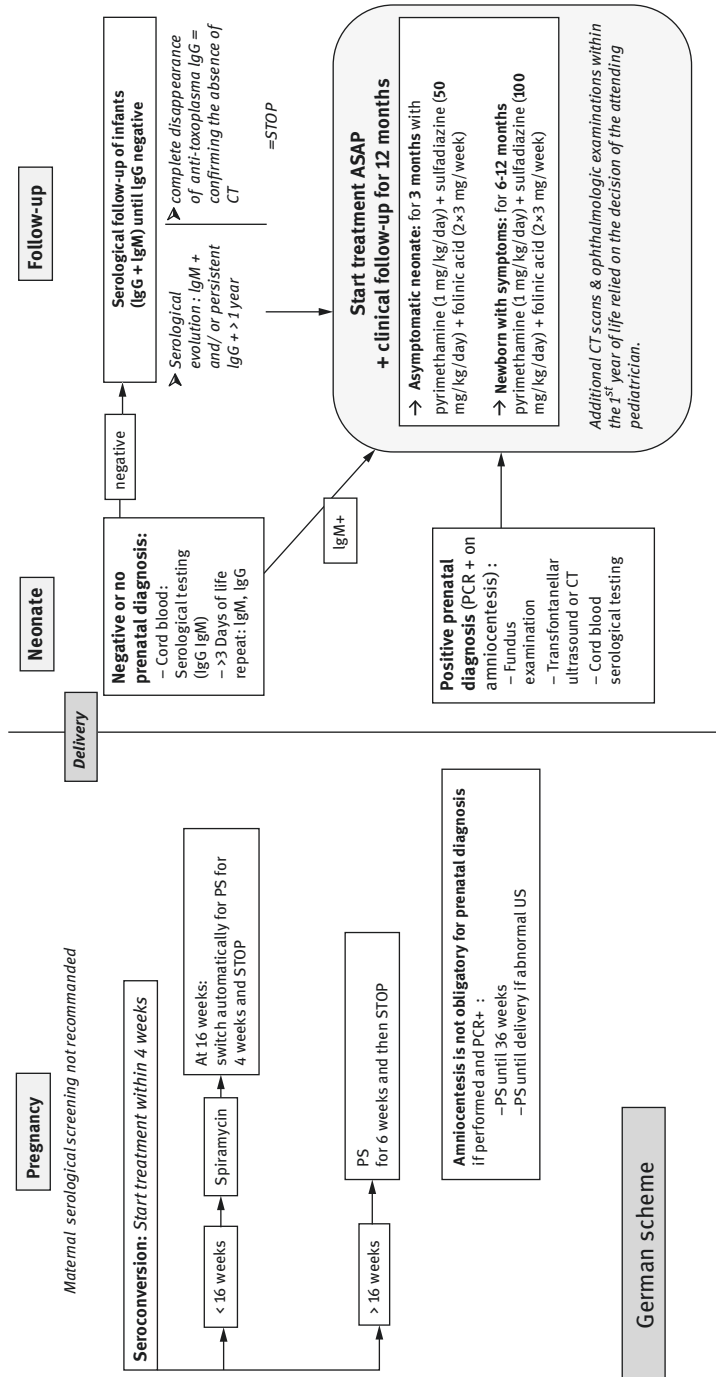 Pregnancy
Maternal serological screening not recommanded
Seroconversion: Start treatment within 4 weeks
< 16 weeks
Spiramycin
At 16 weeks:
switch automatically for PS for
4 weeks and STOP
> 16 weeks
PS
for 6 weeks and then STOP
Amniocentesis is not obligatory for prenatal diagnosis
if performed and PCR+ :
–PS until 36 weeks
–PS until delivery if abnormal US
German scheme
Delivery
Neonate
Negative or no
prenatal diagnosis:
– Cord blood:
Serological testing
(IgG IgM)
– >3 Days of life
repeat: IgM, IgG
negative
IgM+
Positive prenatal
diagnosis (PCR + on
amniocentesis) :
– Fundus
examination
– Transfontanellar
ultrasound or CT
– Cord blood
serological testing
Follow-up
Serological follow-up of infants
(IgG + IgM) until IgG negative
➤ Serological
evolution : IgM +
and/ or persistent
IgG + > 1 year
➤ complete disappearance
of anti-toxoplasma IgG =
confirming the absence of
CT
=STOP
Start treatment ASAP
+ clinical follow-up for 12 months
→ Asymptomatic neonate: for 3 months with
pyrimethamine (1 mg/kg/day) + sulfadiazine (50
mg/kg/day) + folinic acid (2×3 mg/week)
→ Newborn with symptoms: for 6-12 months
pyrimethamine (1 mg/kg/day) + sulfadiazine (100
mg/kg/day) + folinic acid (2×3 mg/week)
Additional CT scans & ophthalmologic examinations within
the 1st year of life relied on the decision of the attending
pediatrician.